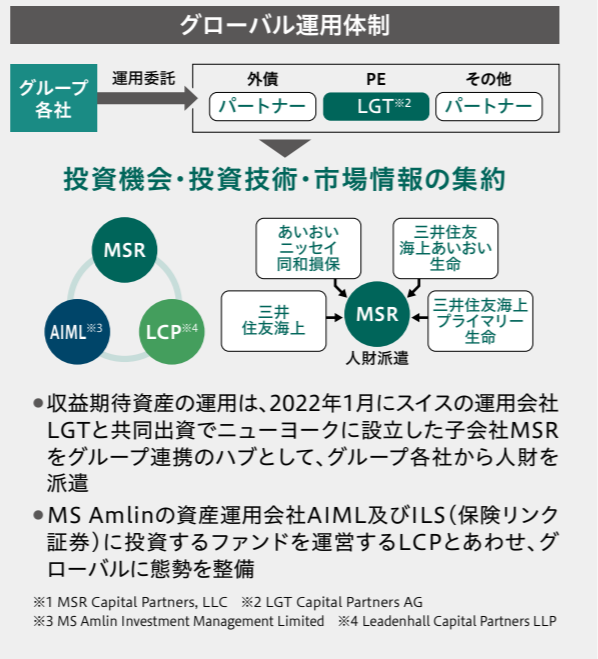 グローバル運用体制
グループ
各社
運用委託
外債
PE
その他
パートナー
LGT※2
パートナー
投資機会・投資技術・市場情報の集約
MSR
AIML※3
LCP※4
あいおい
ニッセイ
同和損保
三井住友
海上あいおい
生命
三井
住友海上
MSR
三井住友海上
プライマリー
生命
人財派遣
●収益期待資産の運用は、2022年1月にスイスの運用会社
LGTと共同出資でニューヨークに設立した子会社MSR
をグループ連携のハブとして、グループ各社から人財を
派遣
●MS Amlinの資産運用会社AIML及びILS（保険リンク
証券）に投資するファンドを運営するLCPとあわせ、グ
ローバルに態勢を整備
※1 MSR Capital Partners, LLC ※2 LGT Capital Partners AG
※3 MS Amlin Investment Management Limited ※4 Leadenhall Capital Partners LLP